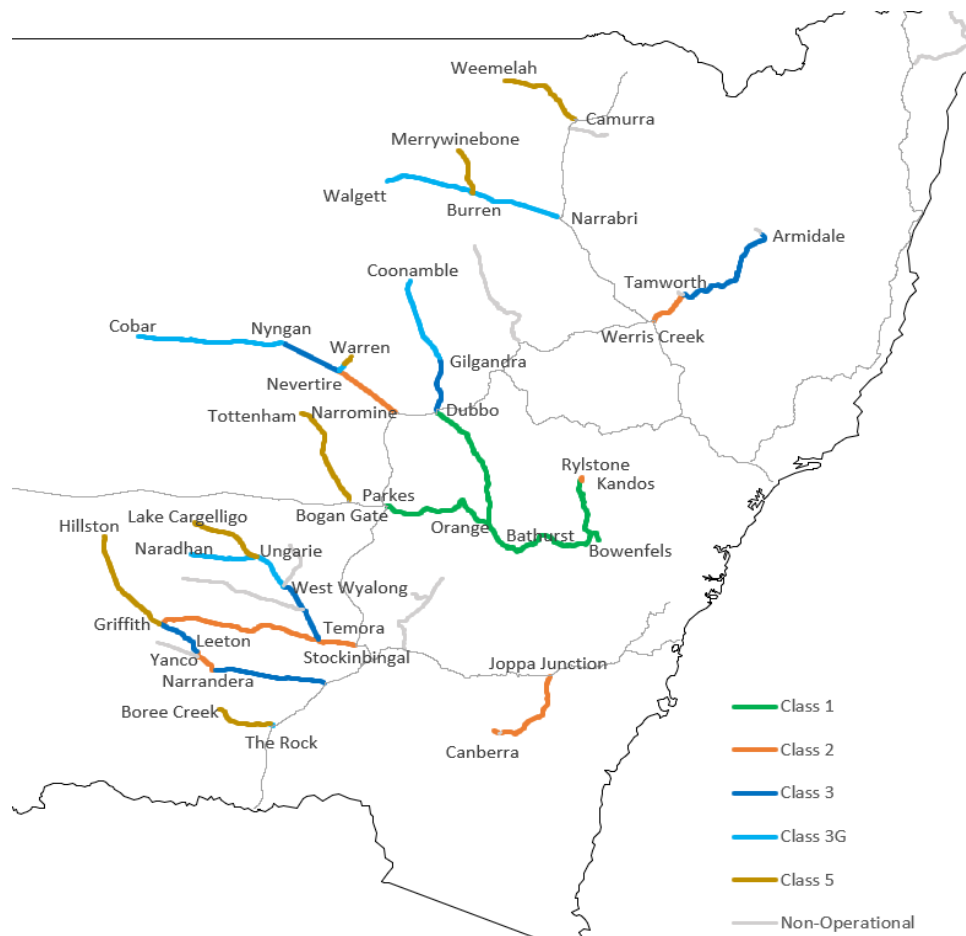 Weemelah
Camurra
Merrywinebone
Walgett
Burren
Narrabri
Armidale
Coonamble
Tamworth
Cobar
Nyngan
Warren
Werris Creek
Gilgandra
Nevertire
Tottenham
Narromine
Dubbo
Rylstone
Kandos
Parkes
Bogan Gate
Hillston
Lake Cargelligo
Orange
Bathurst
Bowenfels
Naradhan
Ungarie
West Wyalong
Griffith
Leeton
Temora
Stockinbingal
Yanco
Narrandera
Joppa Junction
Boree Creek
The Rock
Canberra
Class 1
Class 2
Class 3
Class 3G
Class 5
Non-Operational